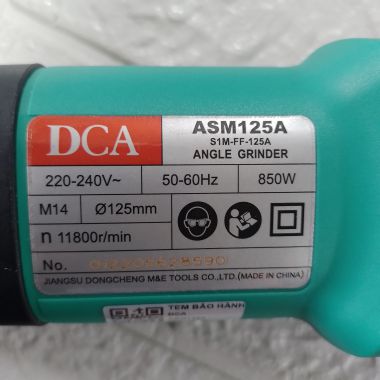 DCA
ASM125A
S1M-FF-125A
ANGLE GRINDER
220-240V~ 50-60Hz 850W
M14 Ø125mm
n 11800r/min
No.
JIANGSU DONGCHENG M&E TOOLS CO.,LTD.(MADE IN CHINA)
TEM BẢO HÀNH
DCA